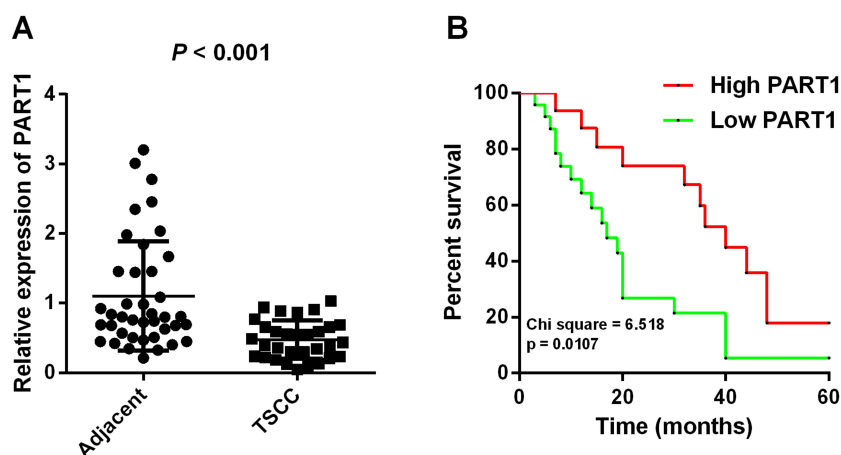 A
P < 0.001
Relative expression of PART1
4
3
2
1
0
Adjacent
TSCC
B
High PART1
Low PART1
Percent survival
100
80
60
40
20
0
Chi square = 6.518
p = 0.0107
0
20
40
60
Time (months)